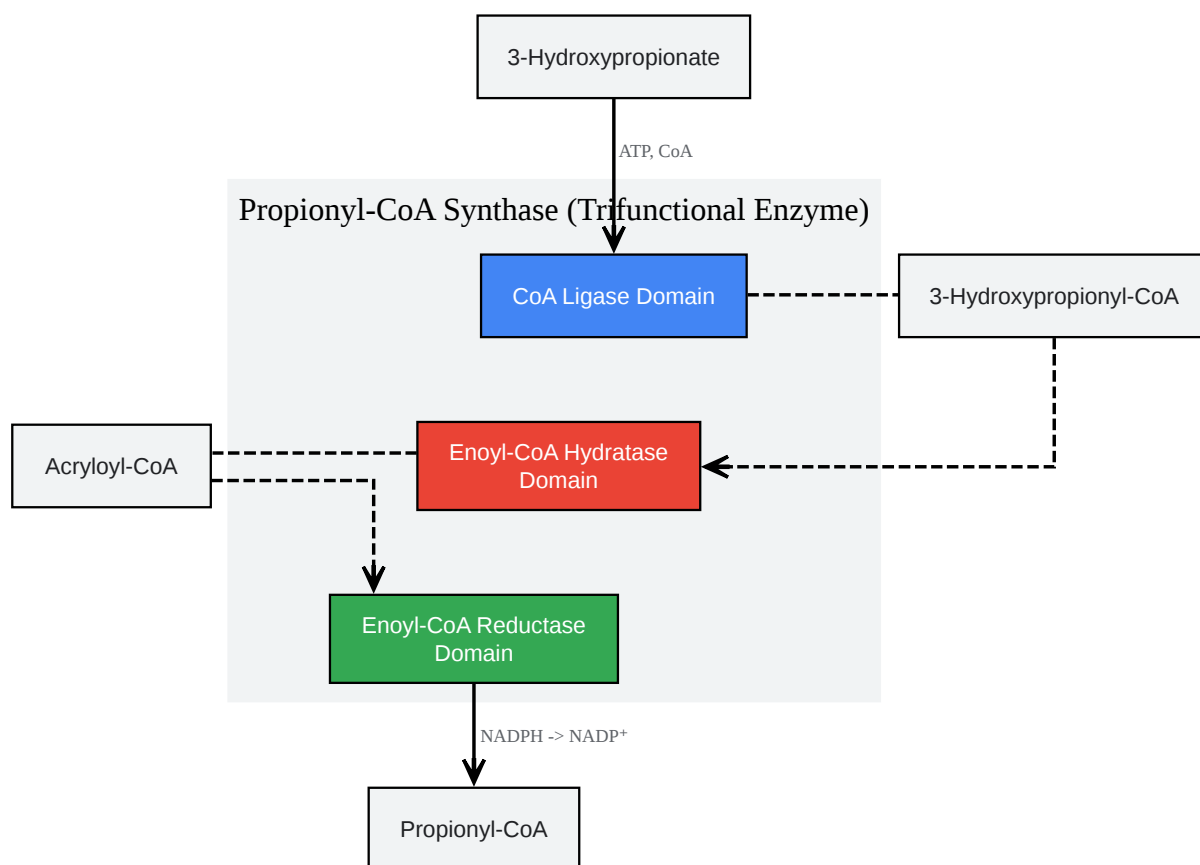 3-Hydroxypropionate
ATP, CoA
Propionyl-CoA Synthase (Trifunctional Enzyme)
CoA Ligase Domain
3-Hydroxypropionyl-CoA
Enoyl-CoA Hydratase
Domain
Acryloyl-CoA
Enoyl-CoA Reductase
Domain
NADPH -> NADP⁺
Propionyl-CoA